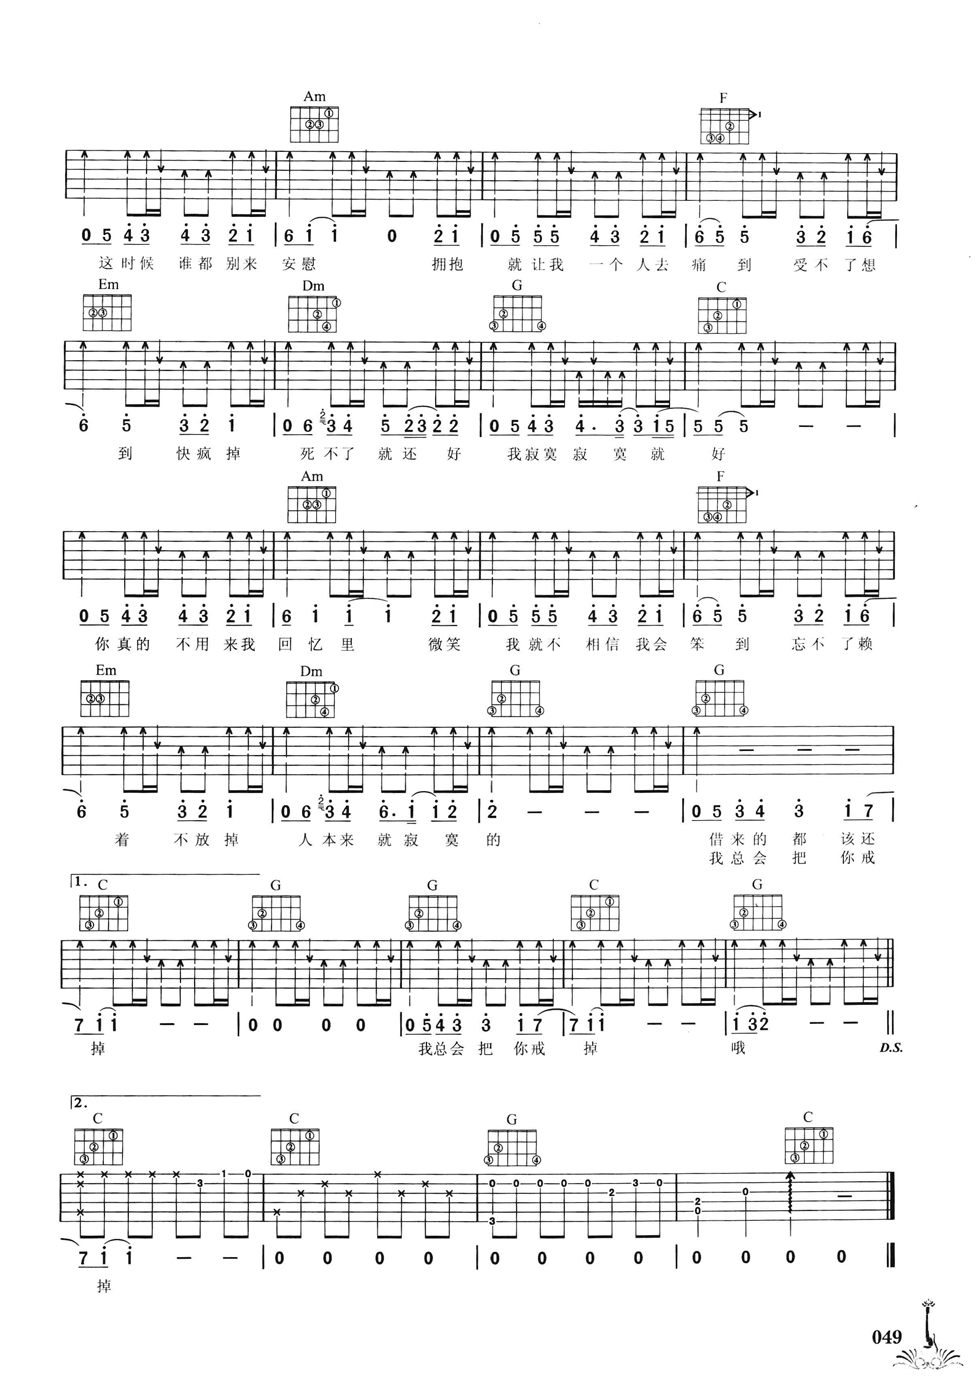 Am F
0 5 4 3 4 3 2 1 | 6 1 1 0 2 1 | 0 5 5 5 4 3 2 1 | 6 5 5 3 2 1 6
这时候 谁都 别来 安慰 拥抱 就让我 一个 人去 痛 到 受不 了想
Em Dm G C
6 5 3 2 1 | 0 6 2 3 4 5 2 3 2 2 | 0 5 4 3 4 . 3 3 1 5 | 5 5 5 — —
到 快疯 掉 死不了 就还 好 我寂寞 寂 寞就 好
Am F
0 5 4 3 4 3 2 1 | 6 1 1 1 2 1 | 0 5 5 5 4 3 2 1 | 6 5 5 3 2 1 6
你真的 不用 来我 回 忆 里 微笑 我就不 相信 我会 笨 到 忘不 了赖
Em Dm G G
6 5 3 2 1 | 0 6 2 3 4 6 . 1 1 2 | 2 — — — | 0 5 3 4 3 1 7
着 不放 掉 人本来 就寂 寞 的 借来的 都 该还
我总会 把 你戒
1. C G G C G
7 1 1 — — | 0 0 0 0 | 0 5 4 3 3 1 7 | 7 1 1 — — | 1 3 2 — —
掉 我总会 把 你戒 掉 哦 D.S.
2. C C G C
3 1 0 0 0 0 0 0 2 3 0 3 2 0 0
7 1 1 — — | 0 0 0 0 | 0 0 0 0 | 0 0 0 0
掉
049